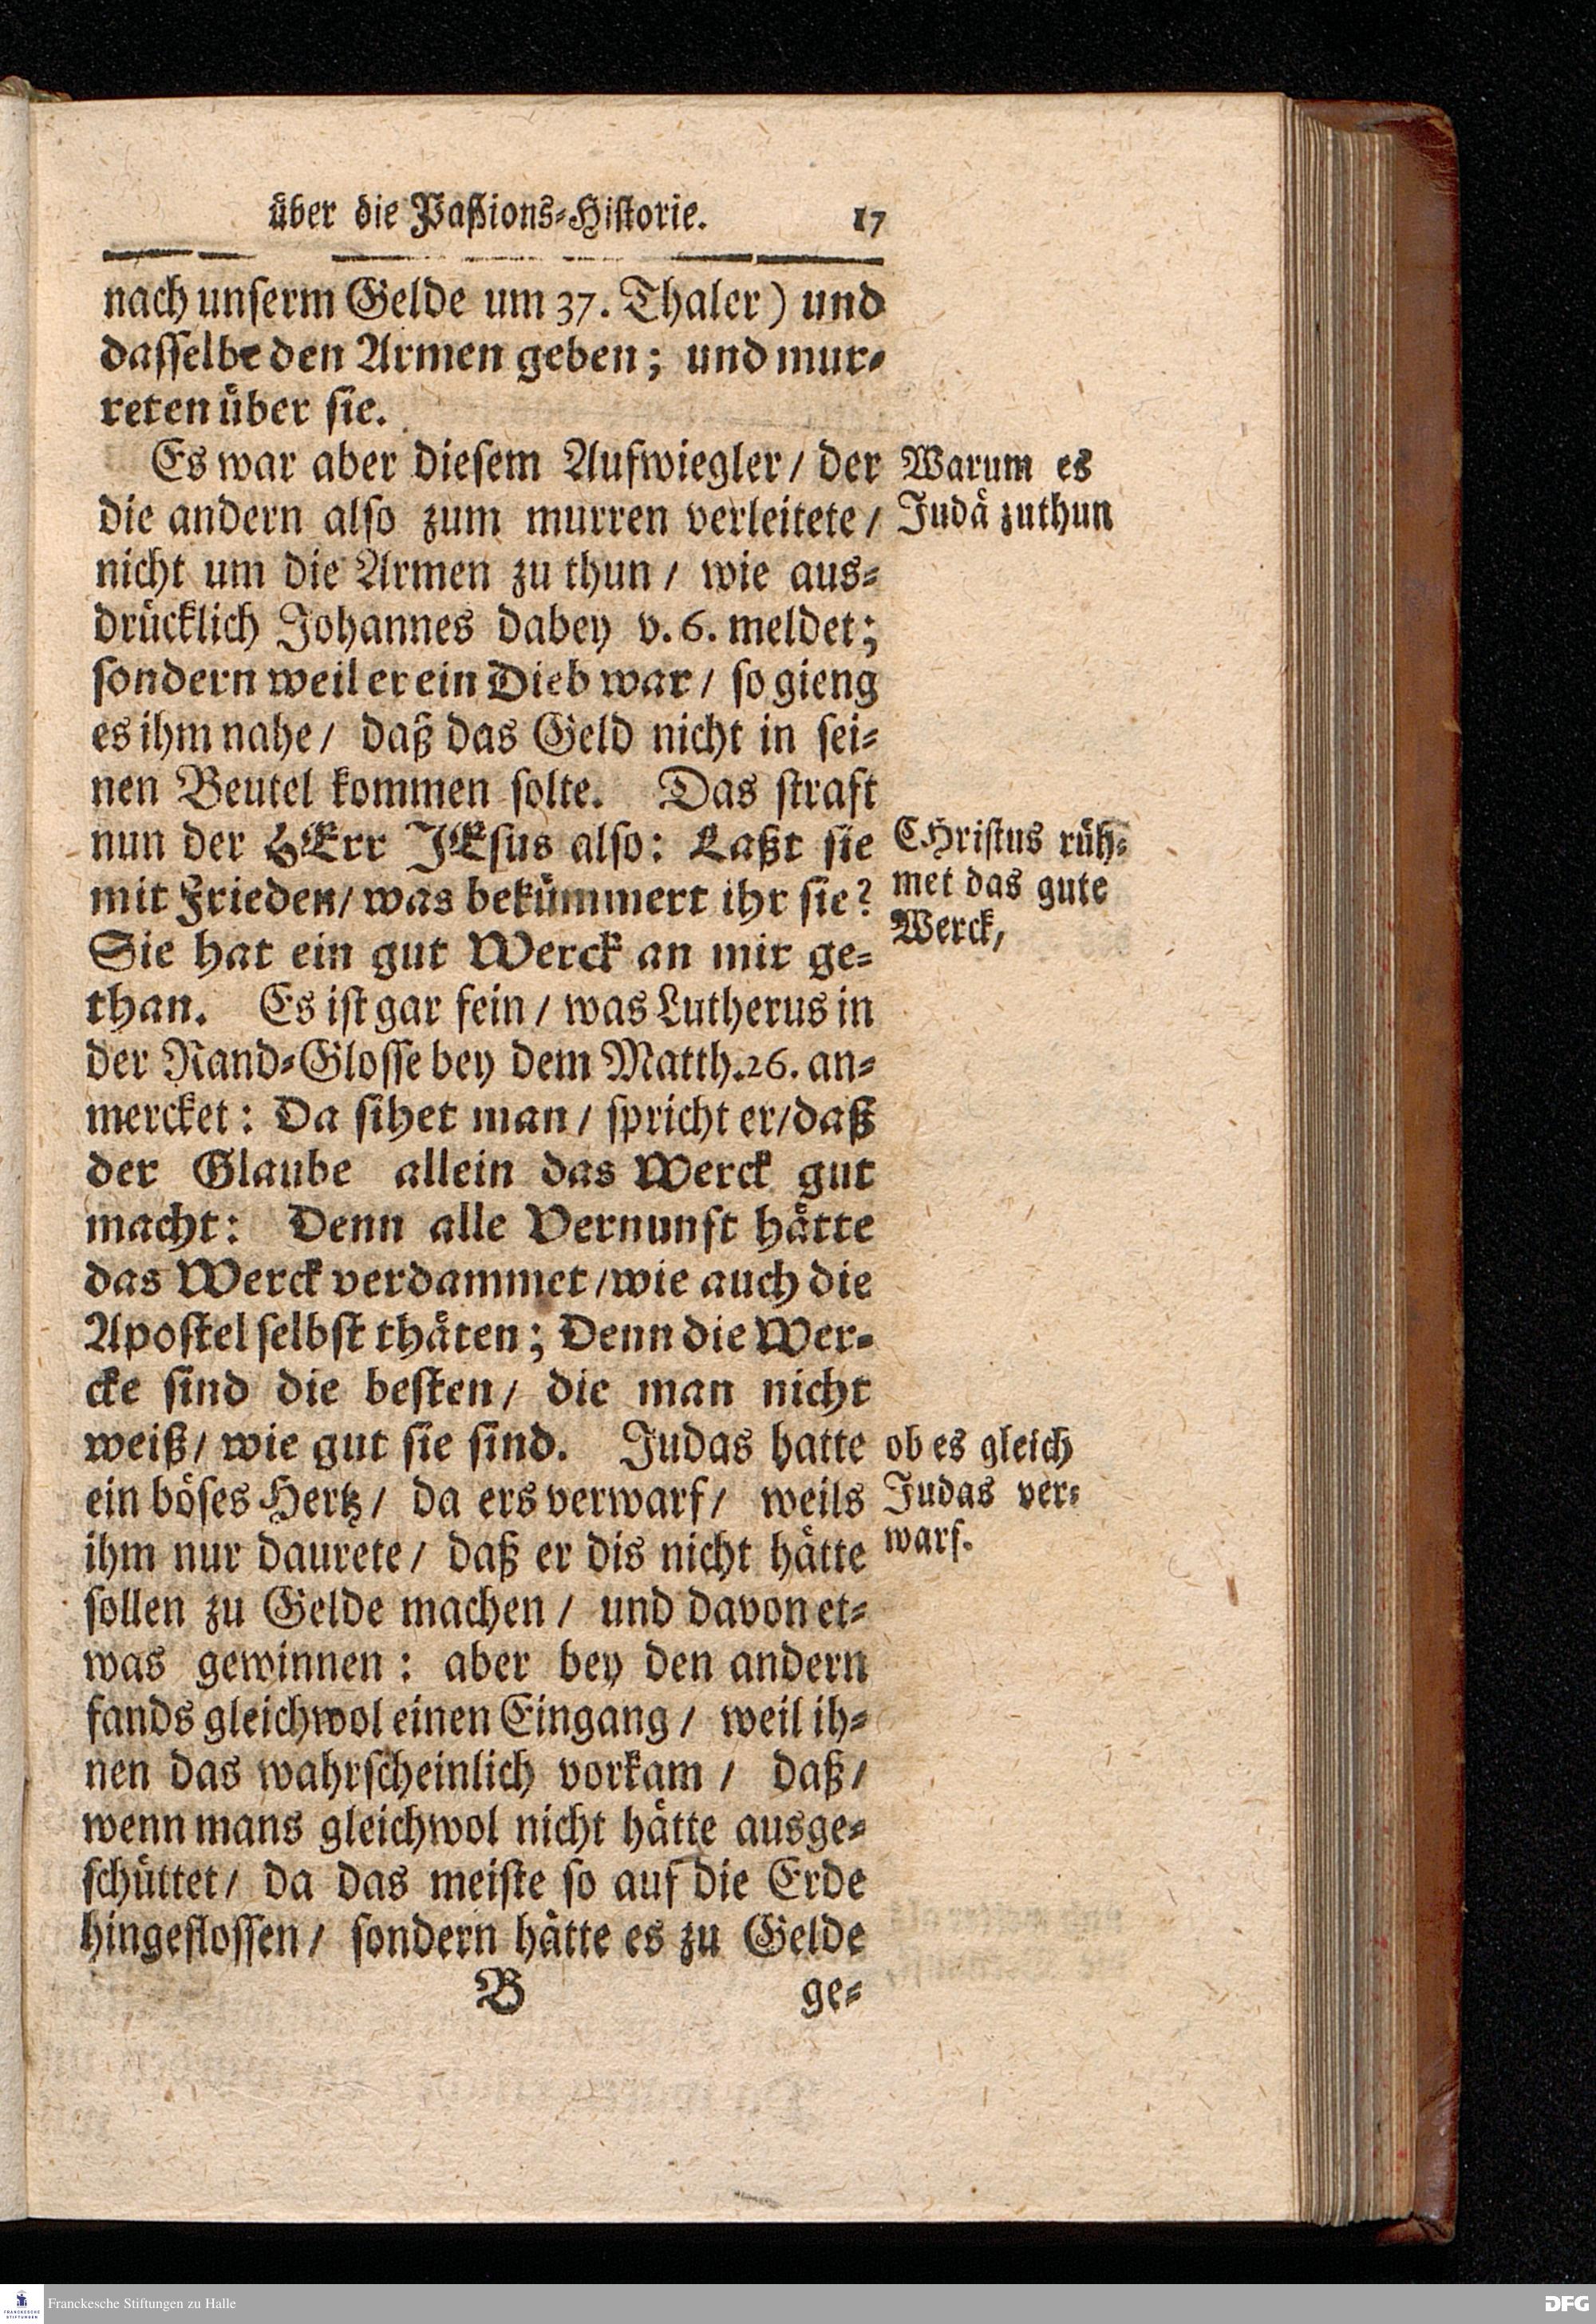 über die Paßions-Historie. 17
nach unserm Gelde um 37. Thaler) und
dasselbe den Armen geben; und mur-
reten über sie.
Es war aber diesem Aufwiegler / der
die andern also zum murren verleitete /
nicht um die Armen zu thun / wie aus-
drücklich Johannes dabey v. 6. meldet;
sondern weil er ein Dieb war / so gieng
es ihm nahe / daß das Geld nicht in sei-
nen Beutel kommen solte. Das straft
nun der HErr JEsus also: Laßt sie
mit Frieden / was bekümmert ihr sie?
Sie hat ein gut Werck an mir ge-
than. Es ist gar fein / was Lutherus in
der Rand-Glosse bey dem Matth. 26. an-
mercket: Da sihet man / spricht er / daß
der Glaube allein das Werck gut
macht: Denn alle Vernunft hätte
das Werck verdammet / wie auch die
Apostel selbst thäten; Denn die Wer-
cke sind die besten / die man nicht
weiß / wie gut sie sind. Judas hatte
ein böses Hertz / da ers verwarf / weils
ihm nur daurete / daß er dis nicht hätte
sollen zu Gelde machen / und davon et-
was gewinnen: aber bey den andern
fands gleichwol einen Eingang / weil ih-
nen das wahrscheinlich vorkam / daß /
wenn mans gleichwol nicht hätte ausge-
schüttet / da das meiste so auf die Erde
hingeflossen / sondern hätte es zu Gelde
B ge-
Warum es
Judä zuthun
CHristus rüh-
met das gute
Werck,
ob es gleich
Judas ver-
warf.
Franckesche Stiftungen zu Halle
FRANCKESCHE STIFTUNGEN
DFG